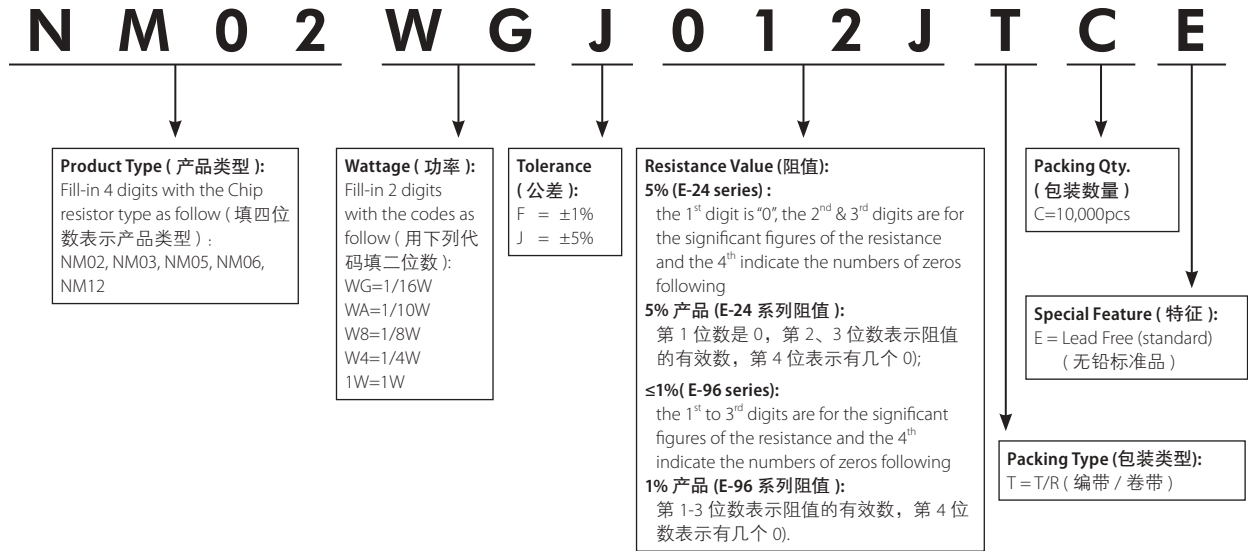 N M 0 2 W G J 0 1 2 J T C E
Product Type ( 产品类型 ):
Fill-in 4 digits with the Chip
resistor type as follow ( 填四位
数表示产品类型 ) :
NM02, NM03, NM05, NM06,
NM12
Wattage ( 功率 ):
Fill-in 2 digits
with the codes as
follow ( 用下列代
码填二位数 ):
WG=1/16W
WA=1/10W
W8=1/8W
W4=1/4W
1W=1W
Tolerance
( 公差 ):
F = ±1%
J = ±5%
Resistance Value (阻值):
5% (E-24 series) :
the 1st digit is "0", the 2nd & 3rd digits are for
the significant figures of the resistance
and the 4th indicate the numbers of zeros
following
5% 产品 (E-24 系列阻值 ):
第 1 位数是 0，第 2、3 位数表示阻值
的有效数，第 4 位表示有几个 0);
≤1%( E-96 series):
the 1st to 3rd digits are for the significant
figures of the resistance and the 4th
indicate the numbers of zeros following
1% 产品 (E-96 系列阻值 ):
第 1-3 位数表示阻值的有效数，第 4 位
数表示有几个 0).
Packing Qty.
( 包装数量 )
C=10,000pcs
Special Feature ( 特征 ):
E = Lead Free (standard)
( 无铅标准品 )
Packing Type (包装类型):
T = T/R ( 编带 / 卷带 )